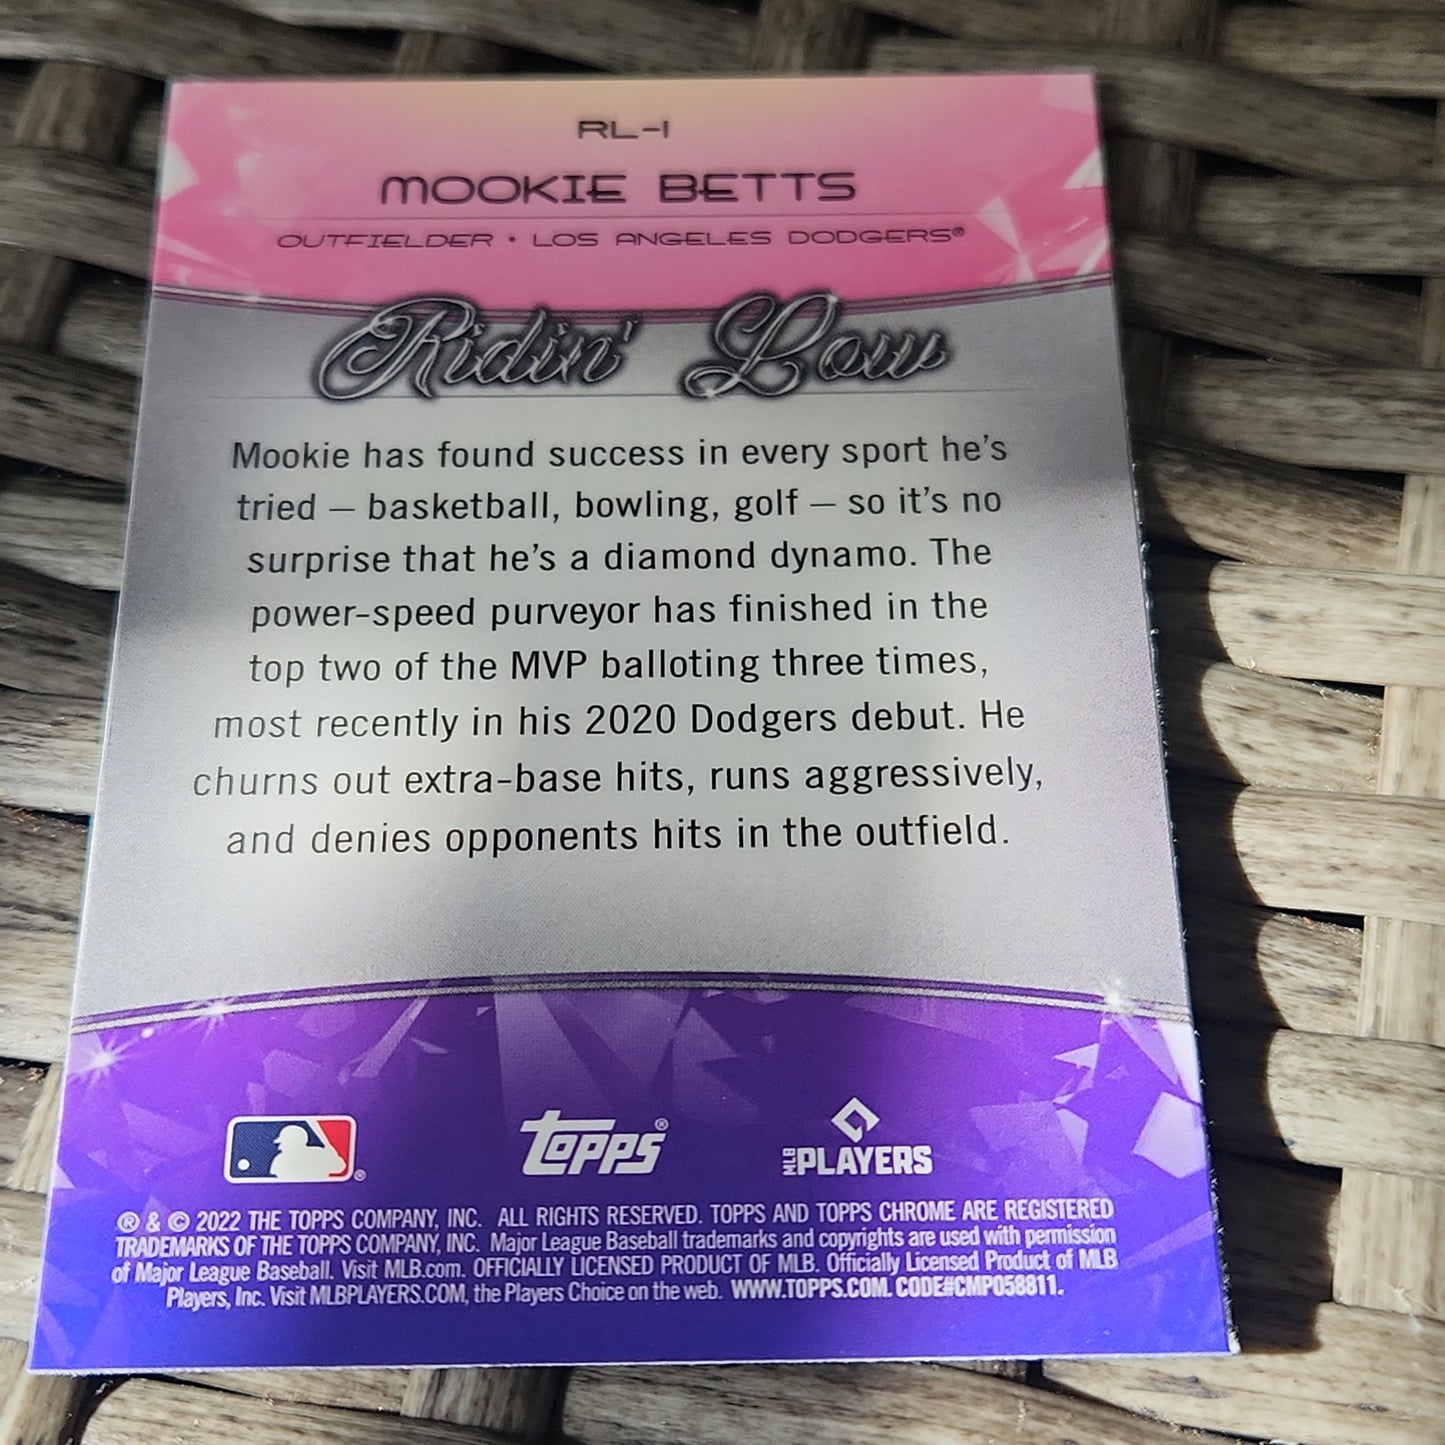 RL-1
MOOKIE BETTS
OUTFIELDER • LOS ANGELES DODGERS®
Ridin' Low
Mookie has found success in every sport he's
tried – basketball, bowling, golf – so it's no
surprise that he's a diamond dynamo. The
power-speed purveyor has finished in the
top two of the MVP balloting three times,
most recently in his 2020 Dodgers debut. He
churns out extra-base hits, runs aggressively,
and denies opponents hits in the outfield.
®
Topps®
MLB PLAYERS
® & © 2022 THE TOPPS COMPANY, INC. ALL RIGHTS RESERVED. TOPPS AND TOPPS CHROME ARE REGISTERED
TRADEMARKS OF THE TOPPS COMPANY, INC. Major League Baseball trademarks and copyrights are used with permission
of Major League Baseball. Visit MLB.com. OFFICIALLY LICENSED PRODUCT OF MLB. Officially Licensed Product of MLB
Players, Inc. Visit MLBPLAYERS.COM, the Players Choice on the web. WWW.TOPPS.COM. CODE#CMP058811.